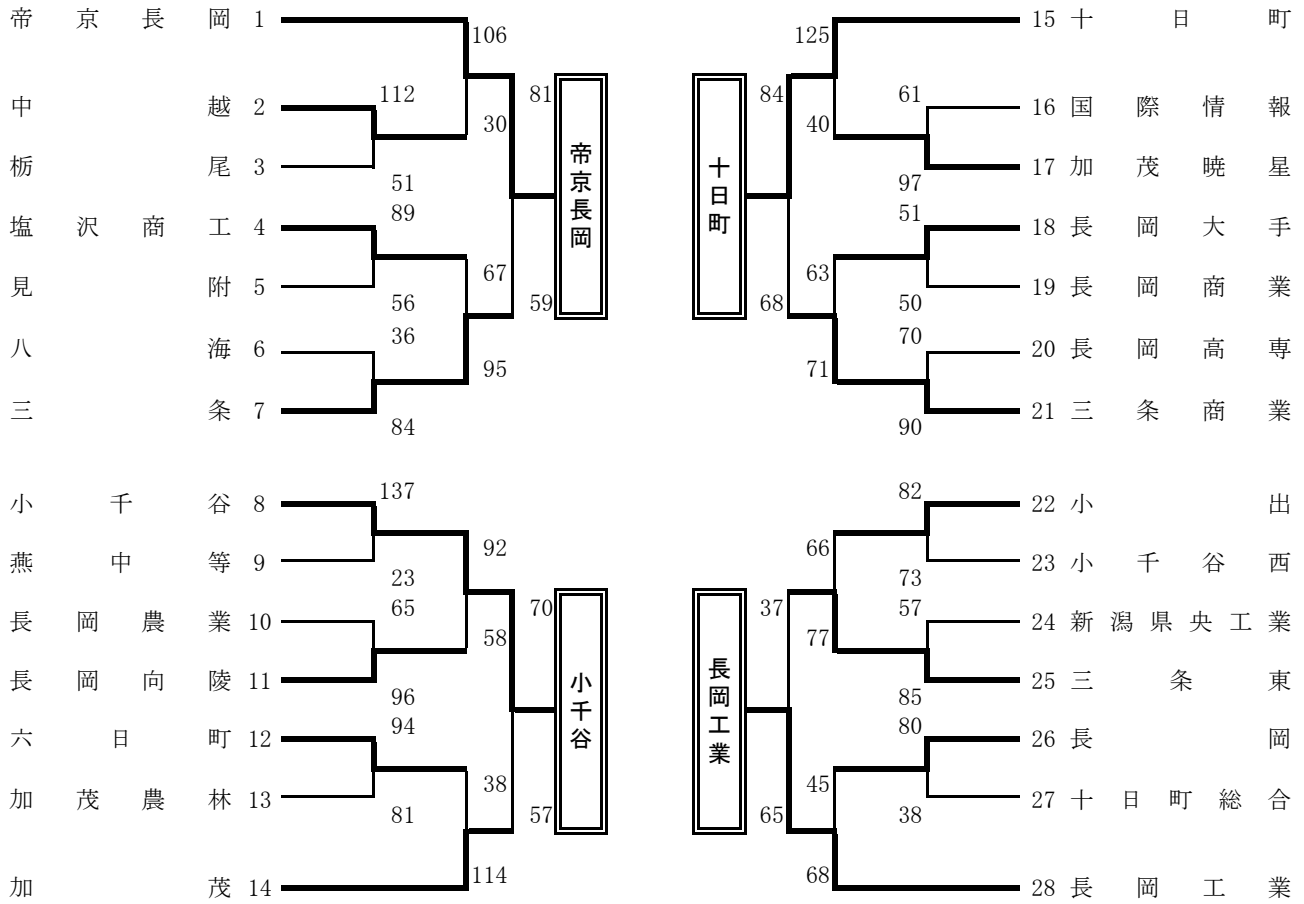 帝京長岡 1
106
中越 2
112
30
81
栃尾 3
51
塩沢商工 4
89
67
見附 5
56
59
八海 6
36
95
三条 7
84
帝京長岡
小千谷 8
137
92
燕中等 9
23
70
長岡農業 10
65
58
長岡向陵 11
96
六日町 12
94
38
加茂農林 13
81
57
加茂 14
114
小千谷
125
15 十日町
84
40
61
16 国際情報
97
17 加茂暁星
51
18 長岡大手
68
63
50
19 長岡商業
70
20 長岡高専
71
90
21 三条商業
十日町
82
22 小出
66
73
23 小千谷西
37
77
57
24 新潟県央工業
85
25 三条東
80
26 長岡
65
45
38
27 十日町総合
68
28 長岡工業
長岡工業